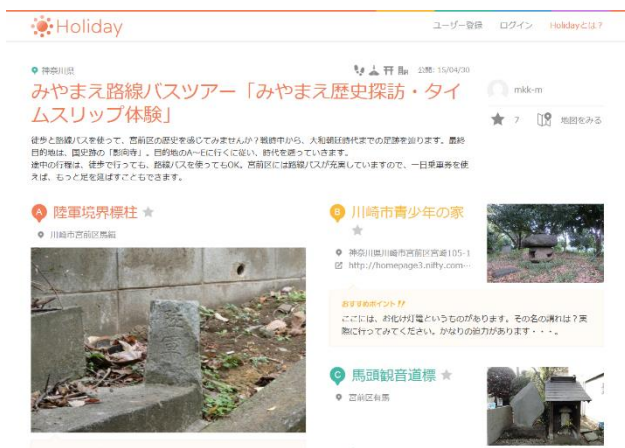 Holiday
ユーザー登録 ログイン Holidayとは？
神奈川県
公開: 15/04/30
みやまえ路線バスツアー「みやまえ歴史探訪・タイ
ムスリップ体験」
mkk-m
7 地図をみる
徒歩と路線バスを使って、宮前区の歴史を感じてみませんか？戦時中から、大和朝廷時代までの足跡を辿ります。最終
目的地は、国史跡の「影向寺」。目的地のA〜Eに行くに従い、時代を遡っていきます。
途中の行程は、徒歩で行っても、路線バスを使ってもOK。宮前区には路線バスが充実していますので、一日乗車券を使
えば、もっと足を延ばすこともできます。
A 陸軍境界標柱
川崎市宮前区馬絹
B 川崎市青少年の家
神奈川県川崎市宮前区宮崎105-1
http://homepage3.nifty.com…
おすすめポイント!!
ここには、お化け灯篭というものがあります。その名の謂れは？実
際に行ってみてください。かなりの迫力があります・・・。
C 馬頭観音道標
宮前区有馬
陸軍